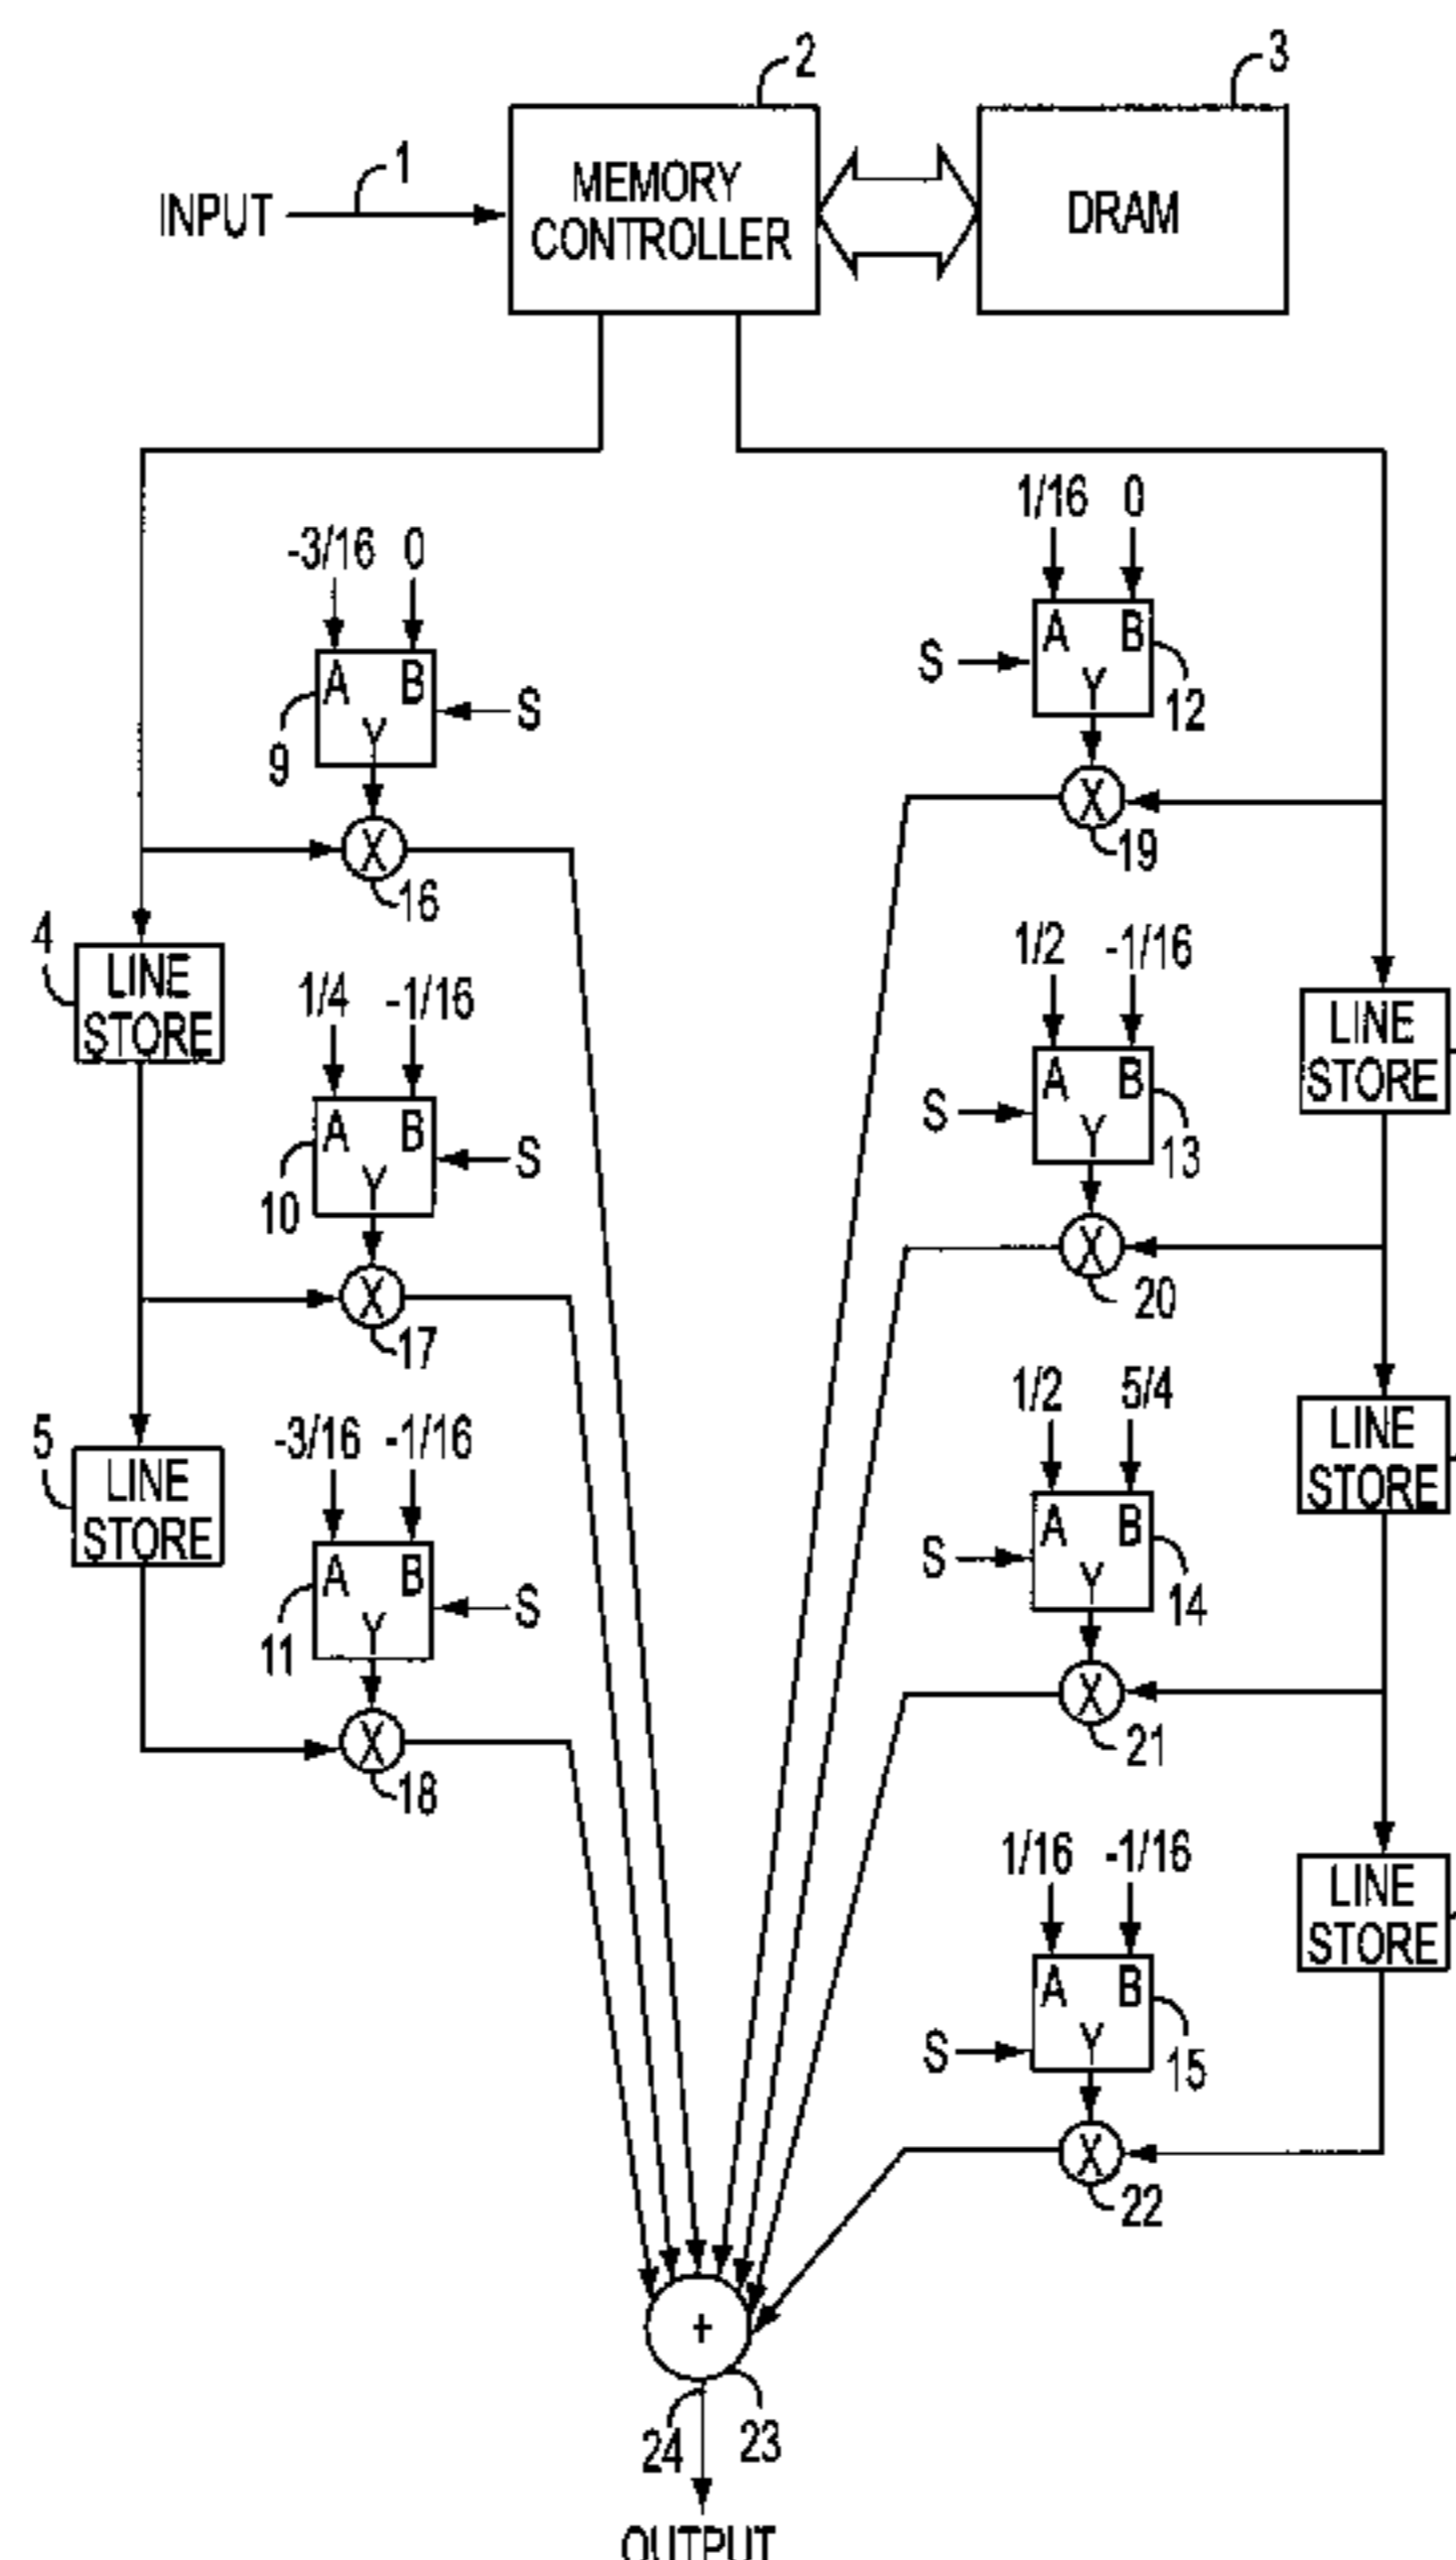 2
3
1
INPUT
MEMORY
CONTROLLER
DRAM
1/16 0
-3/16 0
A B
S
Y
12
A B
S
Y
9
X
19
X
16
4
LINE
STORE
1/2 -1/16
1/4 -1/16
LINE
STORE
A B
S
Y
13
A B
S
Y
10
X
20
X
17
1/2 5/4
5
LINE
STORE
-3/16 -1/16
LINE
STORE
A B
S
Y
14
A B
S
Y
11
X
21
X
18
1/16 -1/16
LINE
STORE
A B
S
Y
15
X
22
+
24
23
OUTPUT